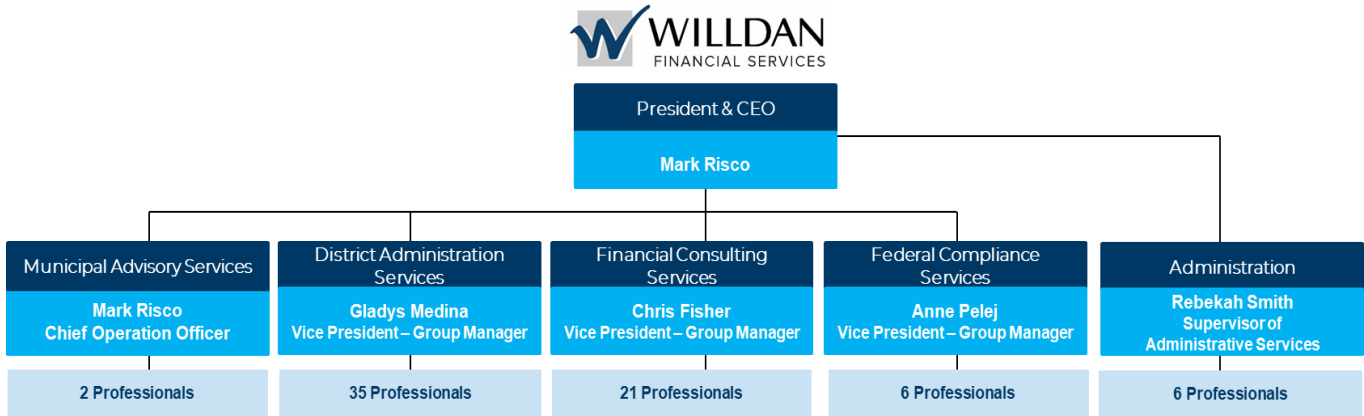 WILLDAN
FINANCIAL SERVICES
President & CEO
Mark Risco
Municipal Advisory Services
Mark Risco
Chief Operation Officer
2 Professionals
District Administration
Services
Gladys Medina
Vice President – Group Manager
35 Professionals
Financial Consulting
Services
Chris Fisher
Vice President – Group Manager
21 Professionals
Federal Compliance
Services
Anne Pelej
Vice President – Group Manager
6 Professionals
Administration
Rebekah Smith
Supervisor of
Administrative Services
6 Professionals